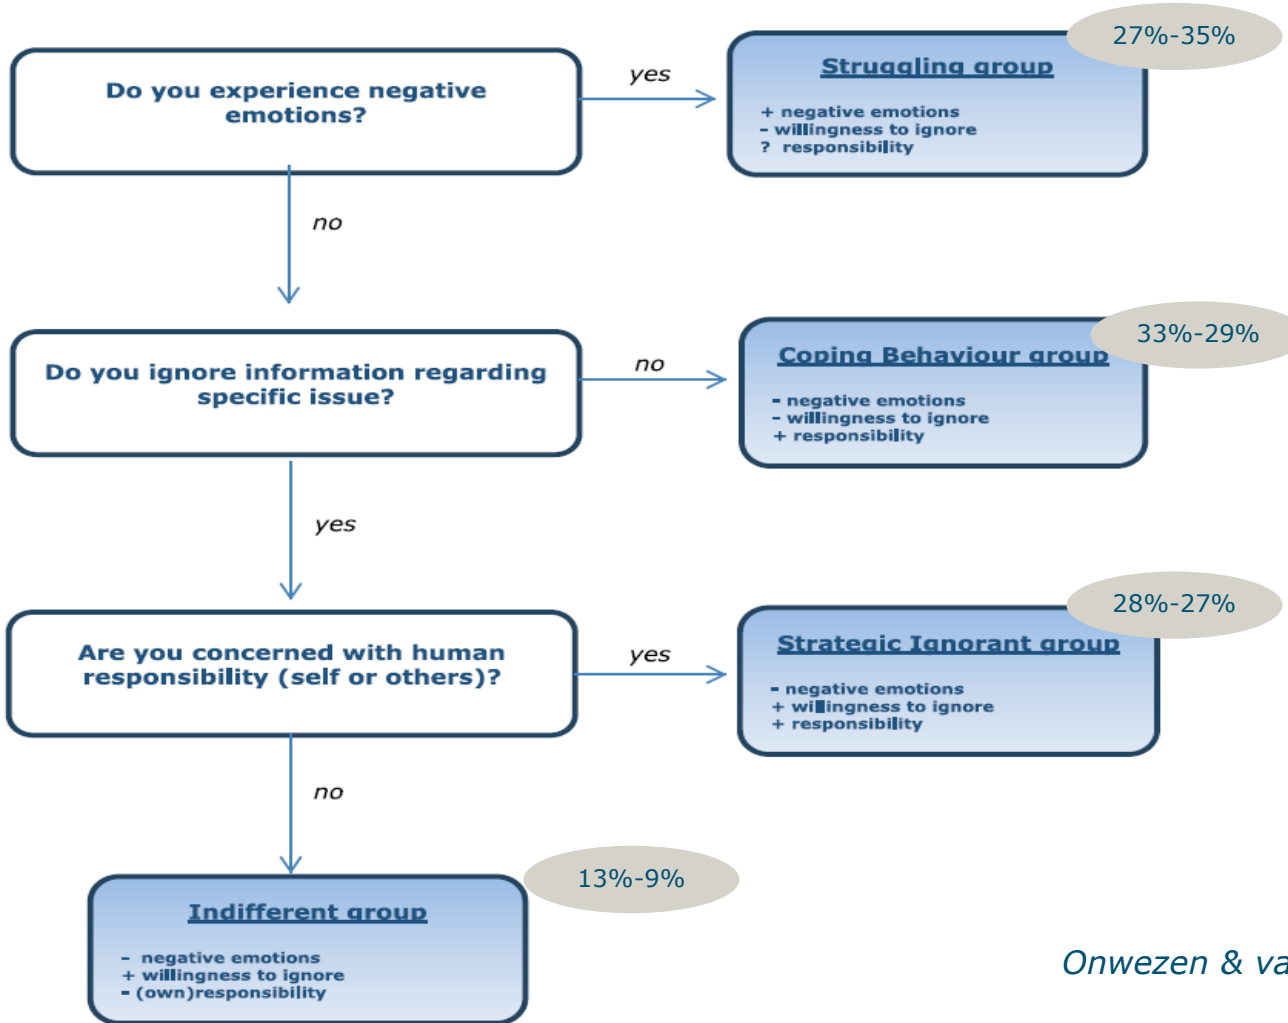 Do you experience negative
emotions?
yes
27%-35%
Struggling group
+ negative emotions
- willingness to ignore
? responsibility
no
Do you ignore information regarding
specific issue?
no
33%-29%
Coping Behaviour group
- negative emotions
- willingness to ignore
+ responsibility
yes
Are you concerned with human
responsibility (self or others)?
yes
28%-27%
Strategic Ignorant group
- negative emotions
+ willingness to ignore
+ responsibility
no
13%-9%
Indifferent group
- negative emotions
+ willingness to ignore
- (own)responsibility
Onwezen & va